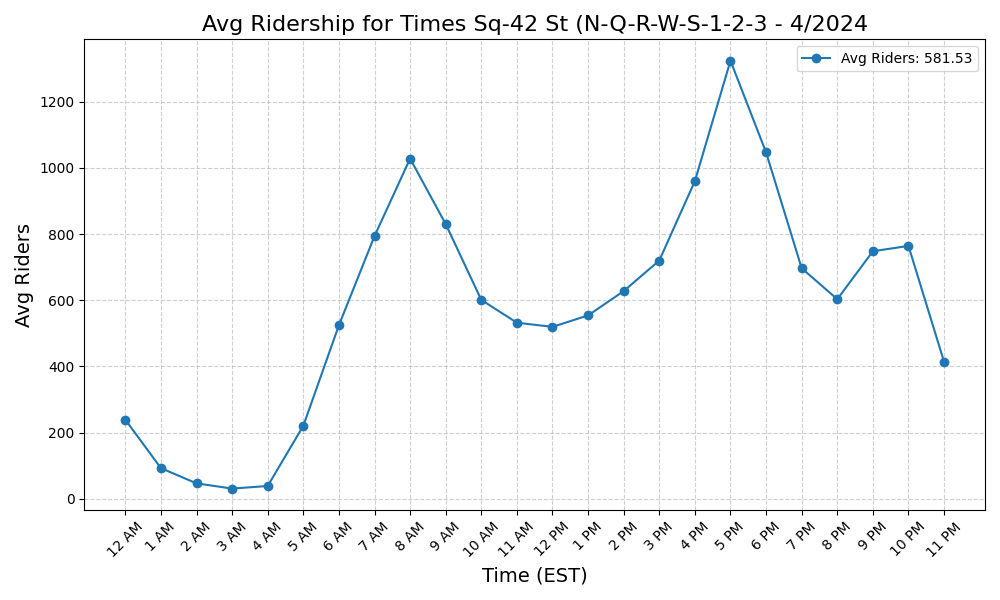 Avg Ridership for Times Sq-42 St (N-Q-R-W-S-1-2-3 - 4/2024
Avg Riders: 581.53
Avg Riders
1200
1000
800
600
400
200
0
12 AM
1 AM
2 AM
3 AM
4 AM
5 AM
6 AM
7 AM
8 AM
9 AM
10 AM
11 AM
12 PM
1 PM
2 PM
3 PM
4 PM
5 PM
6 PM
7 PM
8 PM
9 PM
10 PM
11 PM
Time (EST)